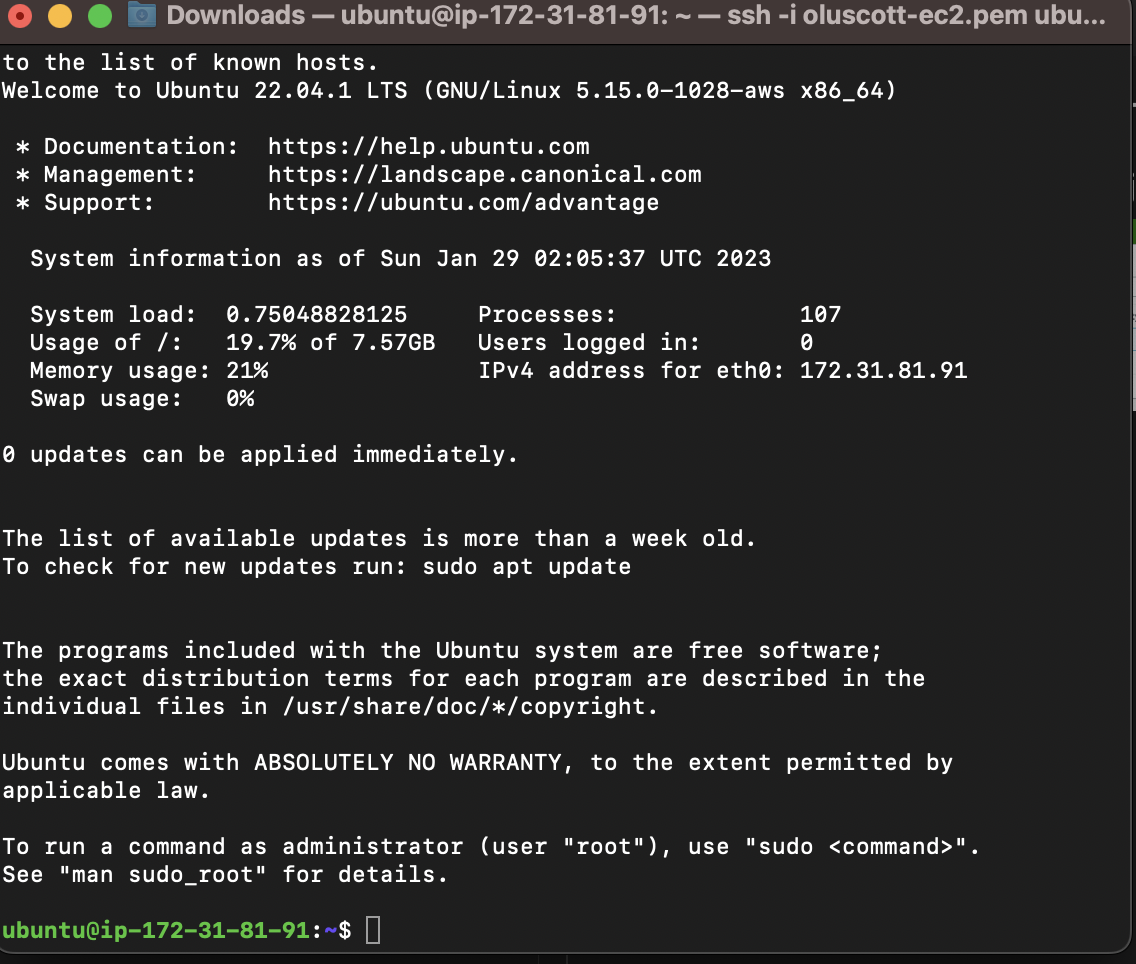 Downloads — ubuntu@ip-172-31-81-91: ~ — ssh -i oluscott-ec2.pem ubu...
to the list of known hosts.
Welcome to Ubuntu 22.04.1 LTS (GNU/Linux 5.15.0-1028-aws x86_64)
* Documentation:  https://help.ubuntu.com
* Management:     https://landscape.canonical.com
* Support:        https://ubuntu.com/advantage
System information as of Sun Jan 29 02:05:37 UTC 2023
System load:  0.75048828125     Processes:             107
Usage of /:   19.7% of 7.57GB   Users logged in:       0
Memory usage: 21%               IPv4 address for eth0: 172.31.81.91
Swap usage:   0%
0 updates can be applied immediately.
The list of available updates is more than a week old.
To check for new updates run: sudo apt update
The programs included with the Ubuntu system are free software;
the exact distribution terms for each program are described in the
individual files in /usr/share/doc/*/copyright.
Ubuntu comes with ABSOLUTELY NO WARRANTY, to the extent permitted by
applicable law.
To run a command as administrator (user "root"), use "sudo <command>".
See "man sudo_root" for details.
ubuntu@ip-172-31-81-91:~$